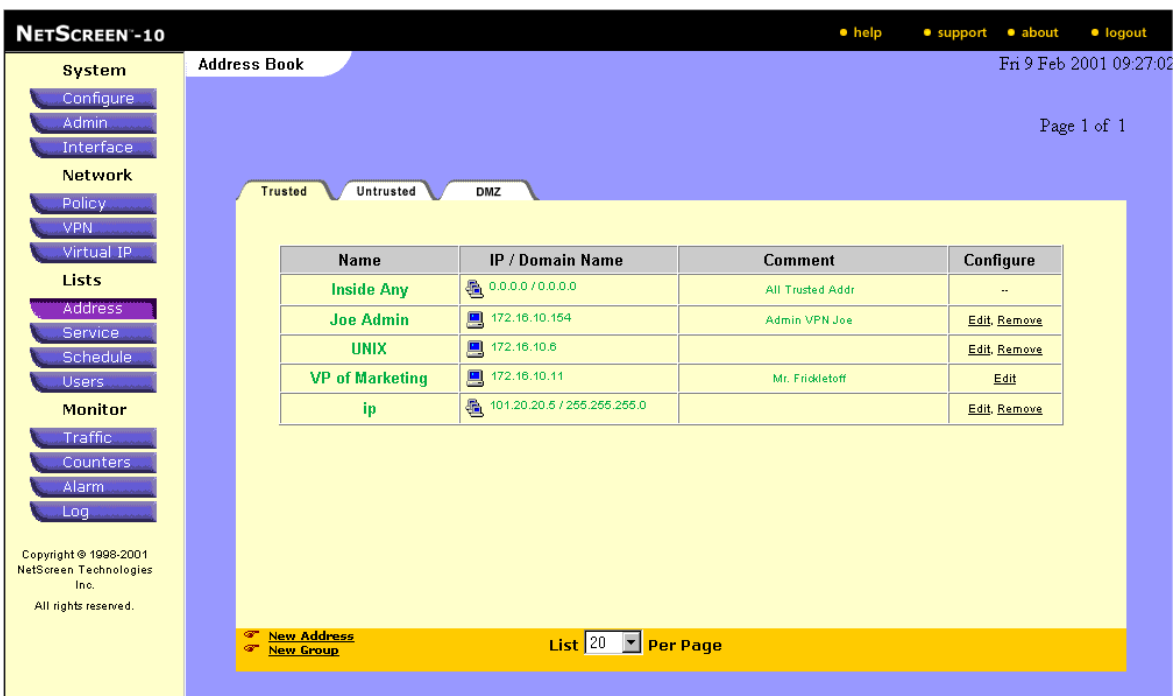 NETSCREEN™-10
help support about logout
Address Book
Fri 9 Feb 2001 09:27:02
Page 1 of 1
System
Configure
Admin
Interface
Network
Policy
VPN
Virtual IP
Lists
Address
Service
Schedule
Users
Monitor
Traffic
Counters
Alarm
Log
Copyright © 1998-2001
NetScreen Technologies
Inc.
All rights reserved.
Trusted Untrusted DMZ
Name IP / Domain Name Comment Configure
Inside Any 0.0.0.0 / 0.0.0.0 All Trusted Addr --
Joe Admin 172.16.10.154 Admin VPN Joe Edit, Remove
UNIX 172.16.10.6 Edit, Remove
VP of Marketing 172.16.10.11 Mr. Frickletoff Edit
ip 101.20.20.5 / 255.255.255.0 Edit, Remove
New Address
New Group
List 20 Per Page